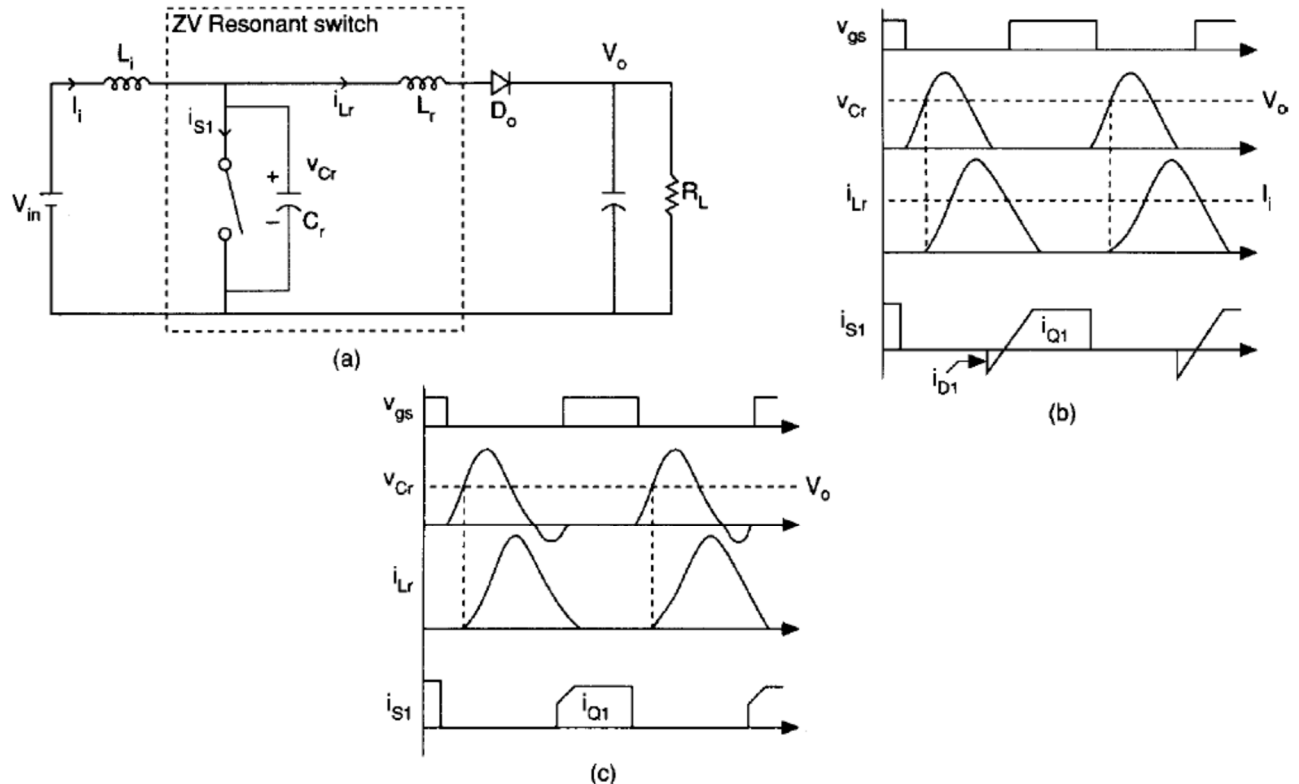 ZV Resonant switch
L_i
V_o
I_i
i_Lr
L_r
D_o
i_S1
+
v_Cr
V_in
−
C_r
R_L
(a)
v_gs
v_Cr
V_o
i_Lr
I_i
i_S1
i_Q1
i_D1
(b)
v_gs
v_Cr
V_o
i_Lr
i_S1
i_Q1
(c)